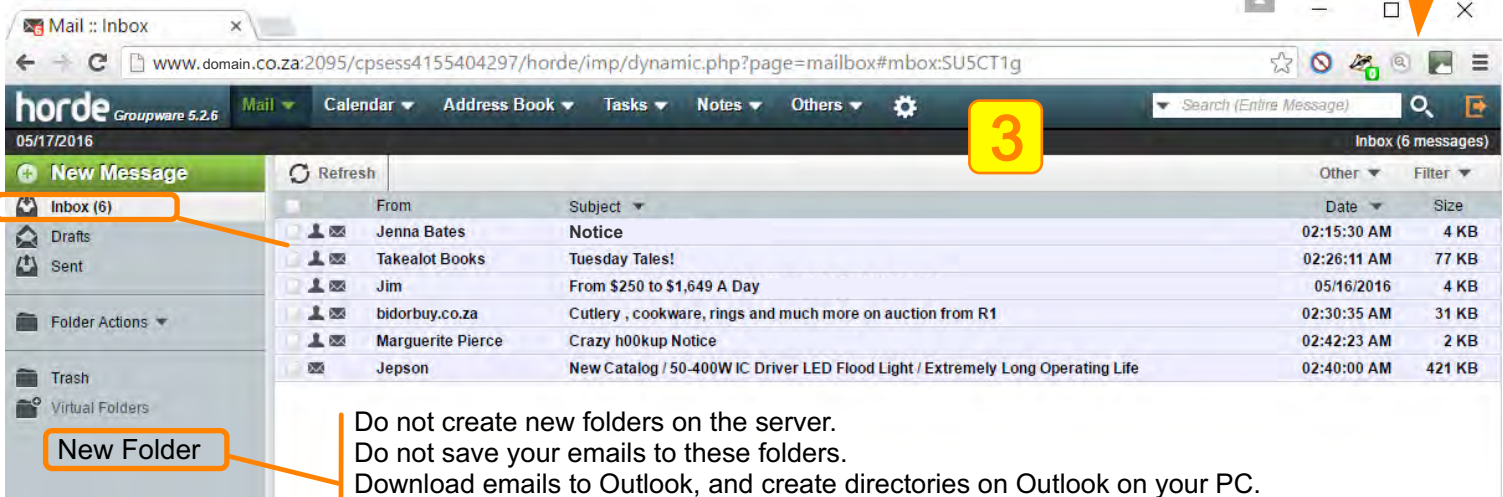 Mail :: Inbox ×
www.domain.co.za:2095/cpsess4155404297/horde/imp/dynamic.php?page=mailbox#mbox:SU5CT1g
horde Groupware 5.2.6 Mail Calendar Address Book Tasks Notes Others Search (Entire Message)
3
05/17/2016 Inbox (6 messages)
New Message Refresh Other Filter
Inbox (6) From Subject Date Size
Drafts
Sent
Folder Actions
Trash
Virtual Folders
Jenna Bates Notice 02:15:30 AM 4 KB
Takealot Books Tuesday Tales! 02:26:11 AM 77 KB
Jim From $250 to $1,649 A Day 05/16/2016 4 KB
bidorbuy.co.za Cutlery , cookware, rings and much more on auction from R1 02:30:35 AM 31 KB
Marguerite Pierce Crazy h00kup Notice 02:42:23 AM 2 KB
Jepson New Catalog / 50-400W IC Driver LED Flood Light / Extremely Long Operating Life 02:40:00 AM 421 KB
New Folder
Do not create new folders on the server.
Do not save your emails to these folders.
Download emails to Outlook, and create directories on Outlook on your PC.